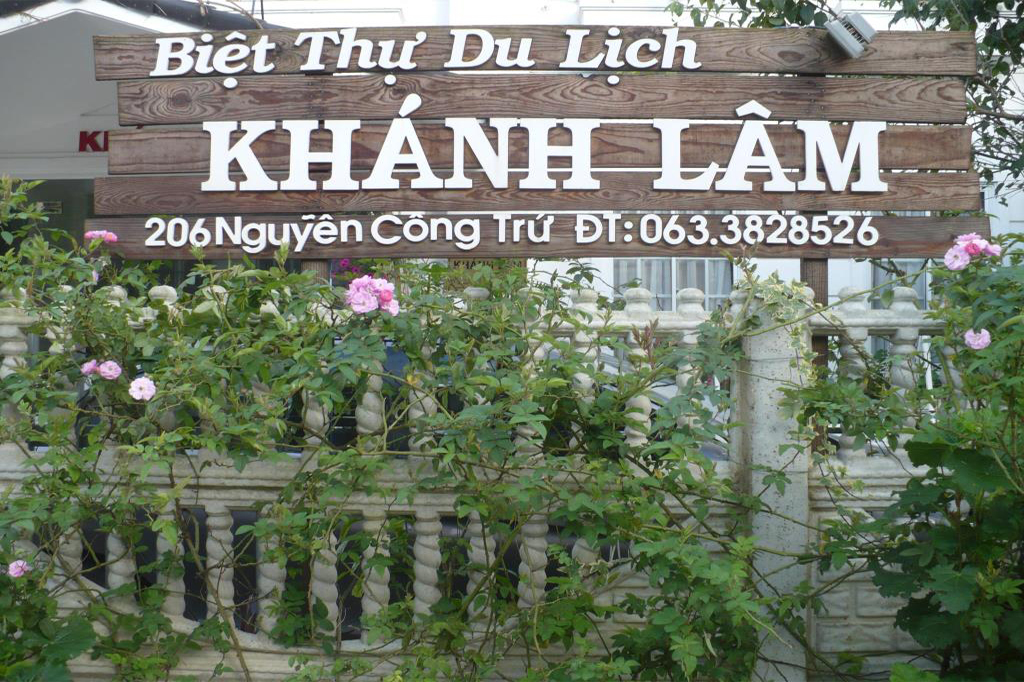 Biệt Thự Du Lịch
KHÁNH LÂM
206 Nguyễn Công Trứ ĐT: 063.3828526